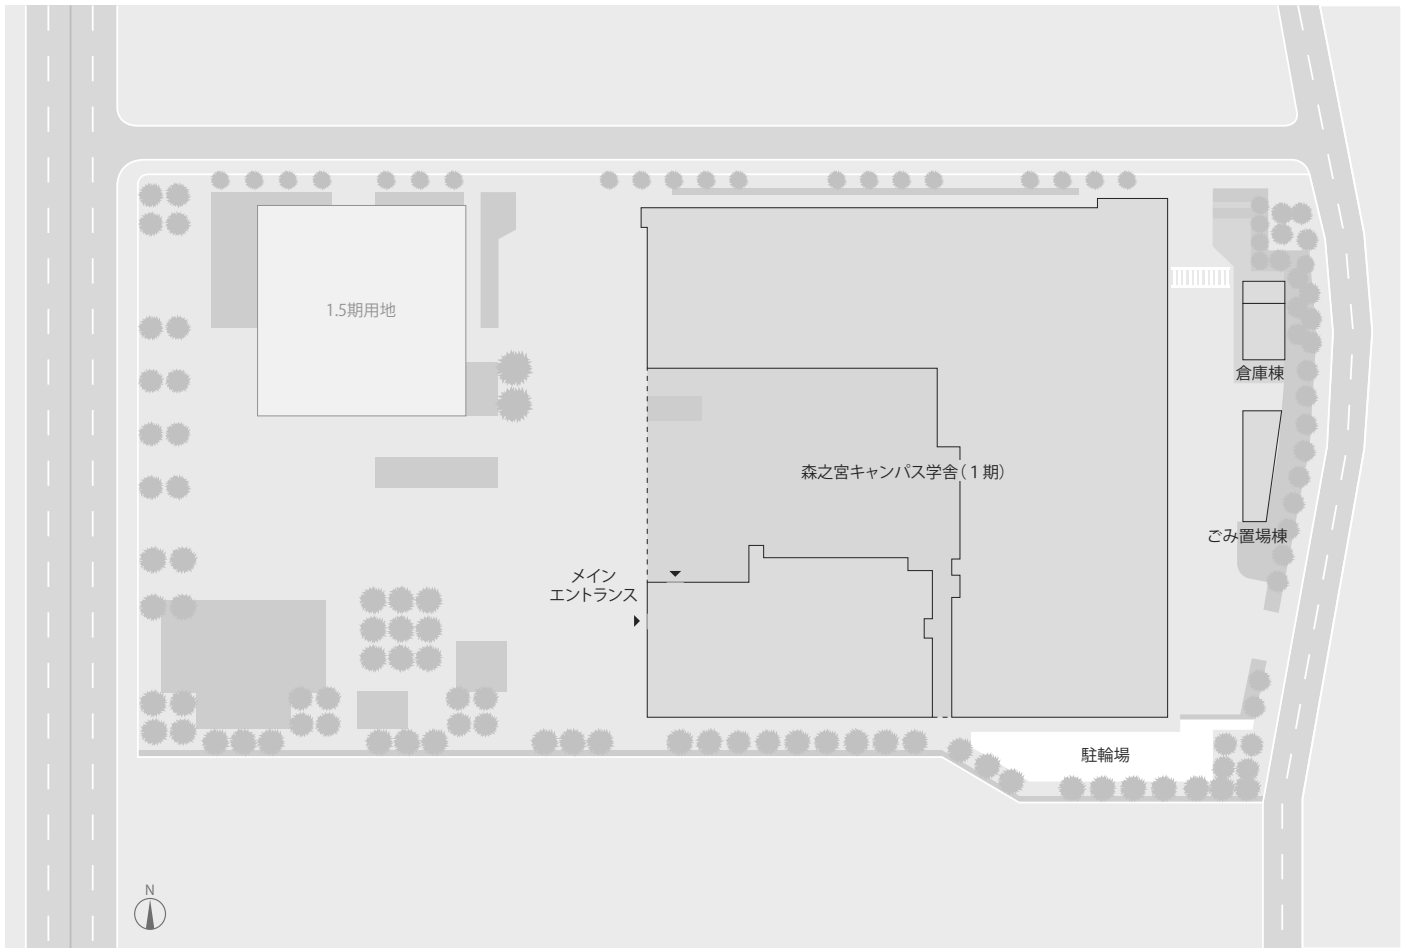 1.5期用地
倉庫棟
森之宮キャンパス学舎（１期）
ごみ置場棟
メイン
エントランス
駐輪場
N